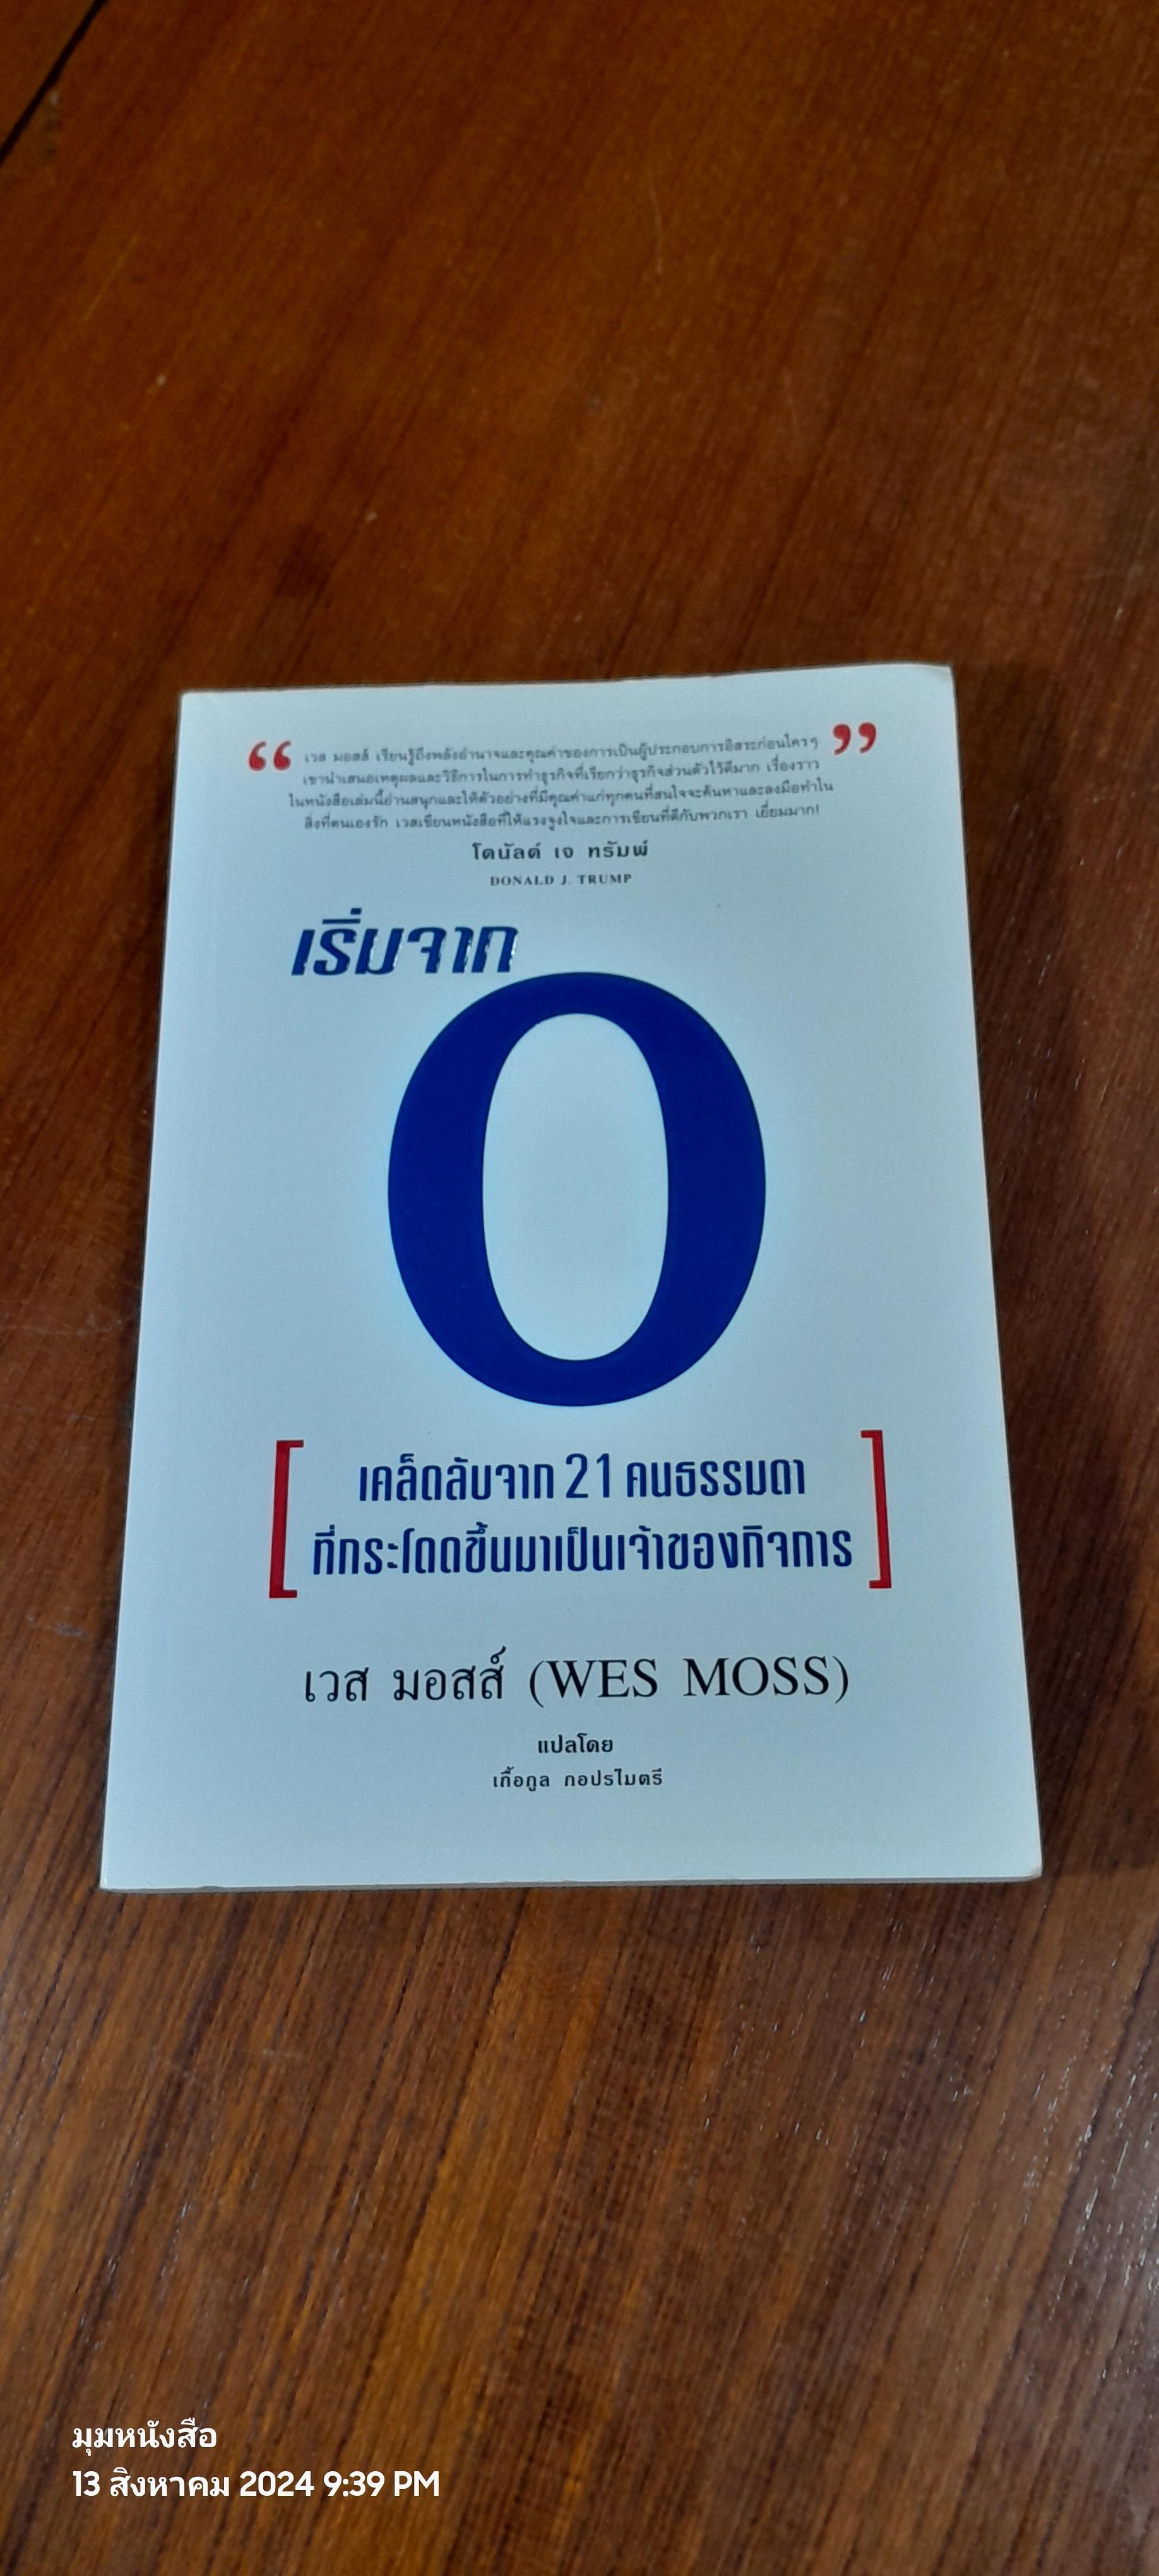 “ เวส มอสส์ เรียนรู้ถึงพลังอำนาจและคุณค่าของการเป็นผู้ประกอบการอิสระก่อนใครๆ ”
เขานำเสนอเหตุผลและวิธีการในการทำธุรกิจที่เรียกว่าธุรกิจส่วนตัวไว้ดีมาก เรื่องราว
ในหนังสือเล่มนี้อ่านสนุกและให้ตัวอย่างที่มีคุณค่าแก่ทุกคนที่สนใจจะค้นหาและลงมือทำใน
สิ่งที่ตนเองรัก เวสเขียนหนังสือที่ให้แรงจูงใจและการเขียนที่ดีกับพวกเรา เยี่ยมมาก!
โดนัลด์ เจ ทรัมพ์
DONALD J. TRUMP
เริ่มจาก
0
[ เคล็ดลับจาก 21 คนธรรมดา
ที่กระโดดขึ้นมาเป็นเจ้าของกิจการ ]
เวส มอสส์ (WES MOSS)
แปลโดย
เกื้อกูล กอปรไมตรี
มุมหนังสือ
13 สิงหาคม 2024 9:39 PM